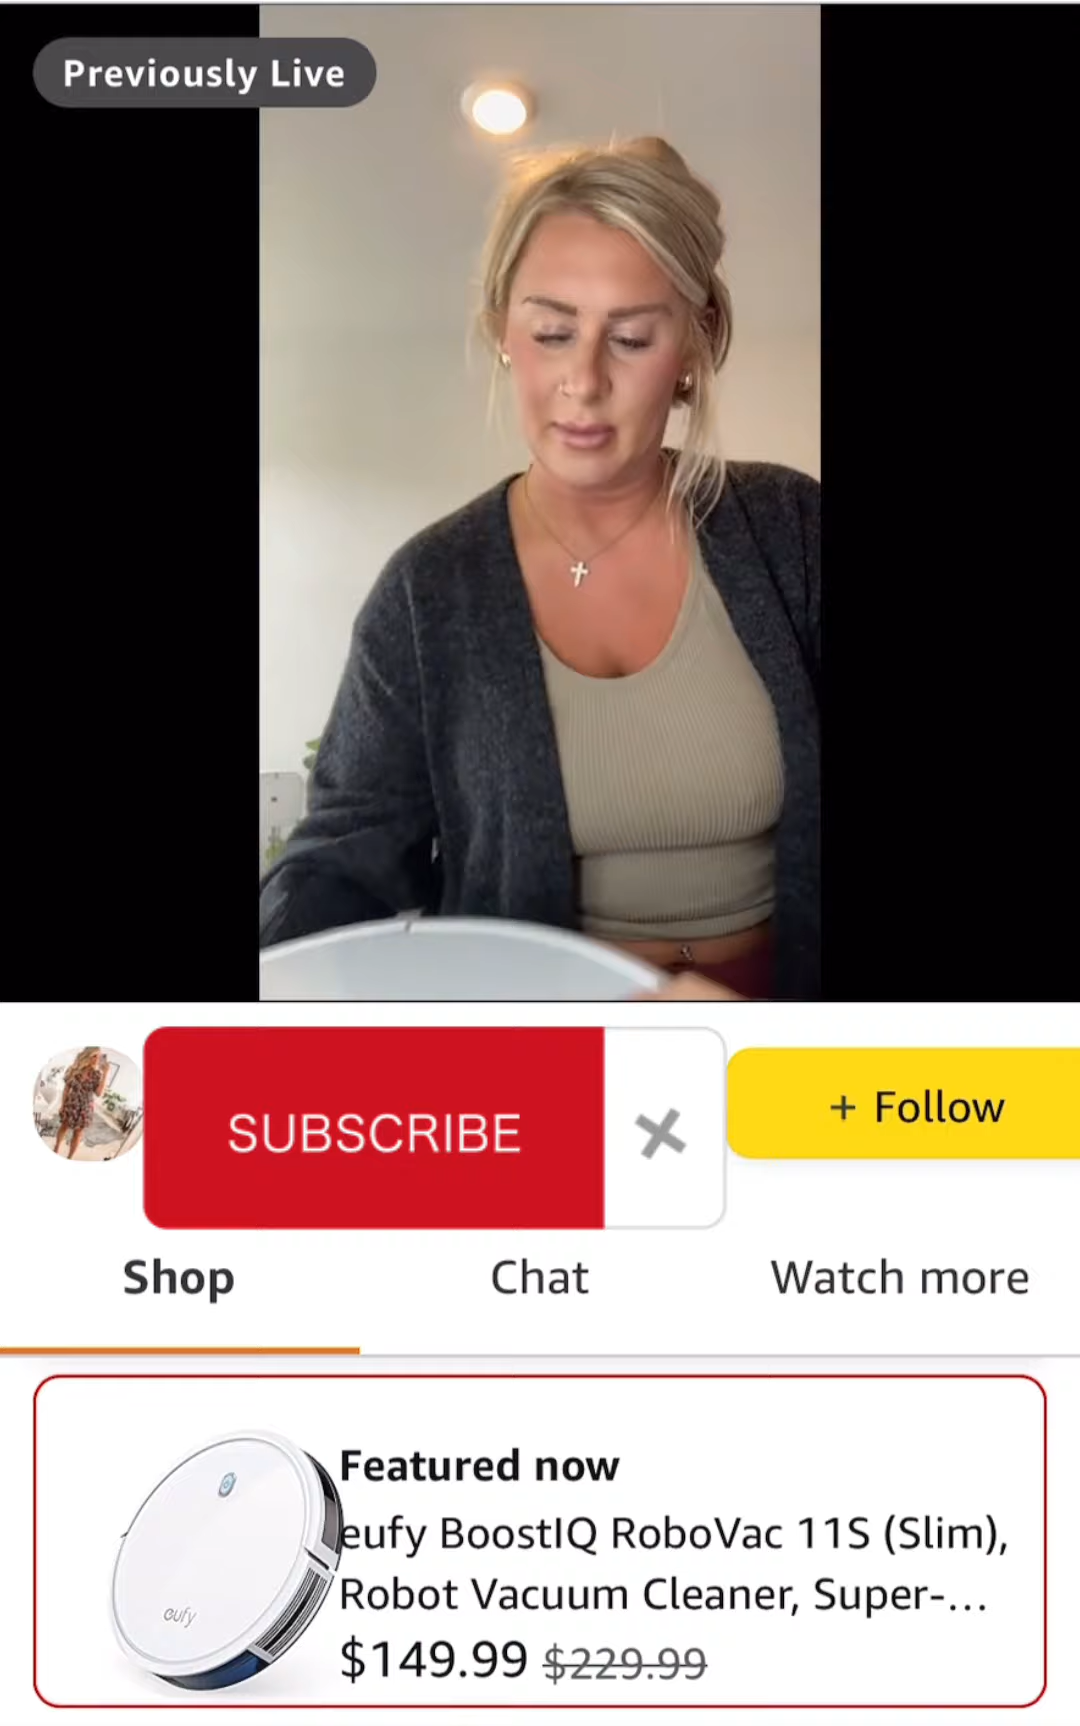 Previously Live
SUBSCRIBE
+ Follow
Shop
Chat
Watch more
Featured now
eufy BoostIQ RoboVac 11S (Slim),
Robot Vacuum Cleaner, Super-...
$149.99 $229.99
eufy